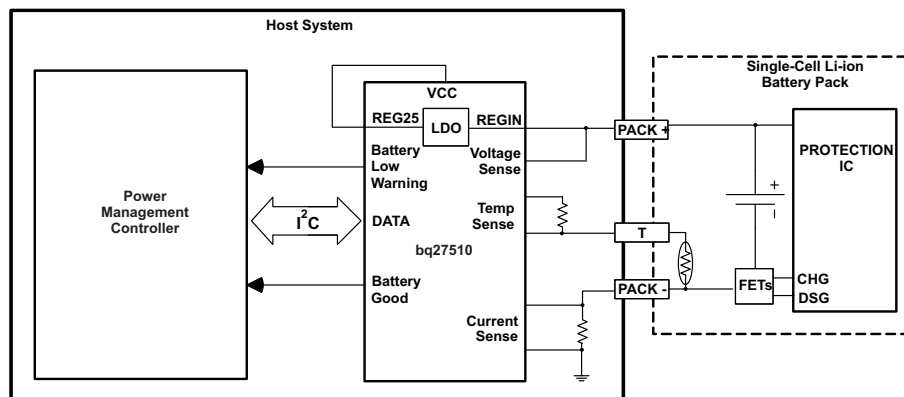 Host System
Single-Cell Li-ion
Battery Pack
VCC
REG25
LDO
REGIN
PACK +
PROTECTION
IC
Battery
Low
Warning
Voltage
Sense
+
–
Power
Management
Controller
I2C
DATA
Temp
Sense
T
bq27510
Battery
Good
PACK -
FETs
CHG
DSG
Current
Sense